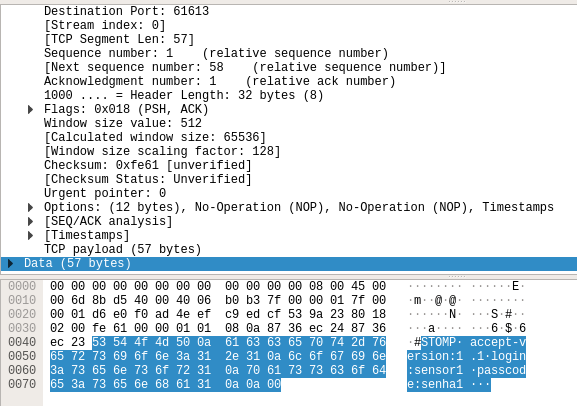 Destination Port: 61613
[Stream index: 0]
[TCP Segment Len: 57]
Sequence number: 1    (relative sequence number)
[Next sequence number: 58    (relative sequence number)]
Acknowledgment number: 1    (relative ack number)
1000 .... = Header Length: 32 bytes (8)
Flags: 0x018 (PSH, ACK)
Window size value: 512
[Calculated window size: 65536]
[Window size scaling factor: 128]
Checksum: 0xfe61 [unverified]
[Checksum Status: Unverified]
Urgent pointer: 0
Options: (12 bytes), No-Operation (NOP), No-Operation (NOP), Timestamps
[SEQ/ACK analysis]
[Timestamps]
TCP payload (57 bytes)
Data (57 bytes)
0000 00 00 00 00 00 00 00 00  00 00 00 00 08 00 45 00 ········ ······E·
0010 00 6d 8b d5 40 00 40 06  b0 b3 7f 00 00 01 7f 00 ·m··@·@· ········
0020 00 01 d6 e0 f0 ad 4e ef  c9 ed cf 53 9a 23 80 18 ······N· ···S·#··
0030 02 00 fe 61 00 00 01 01  08 0a 87 36 ec 24 87 36 ···a···· ···6·$·6
0040 ec 23 53 54 4f 4d 50 0a  61 63 63 65 70 74 2d 76 ·#STOMP· accept-v
0050 65 72 73 69 6f 6e 3a 31  2e 31 0a 6c 6f 67 69 6e ersion:1 .1·login
0060 3a 73 65 6e 73 6f 72 31  0a 70 61 73 73 63 6f 64 :sensor1 ·passcod
0070 65 3a 73 65 6e 68 61 31  0a 0a 00 e:senha1 ···